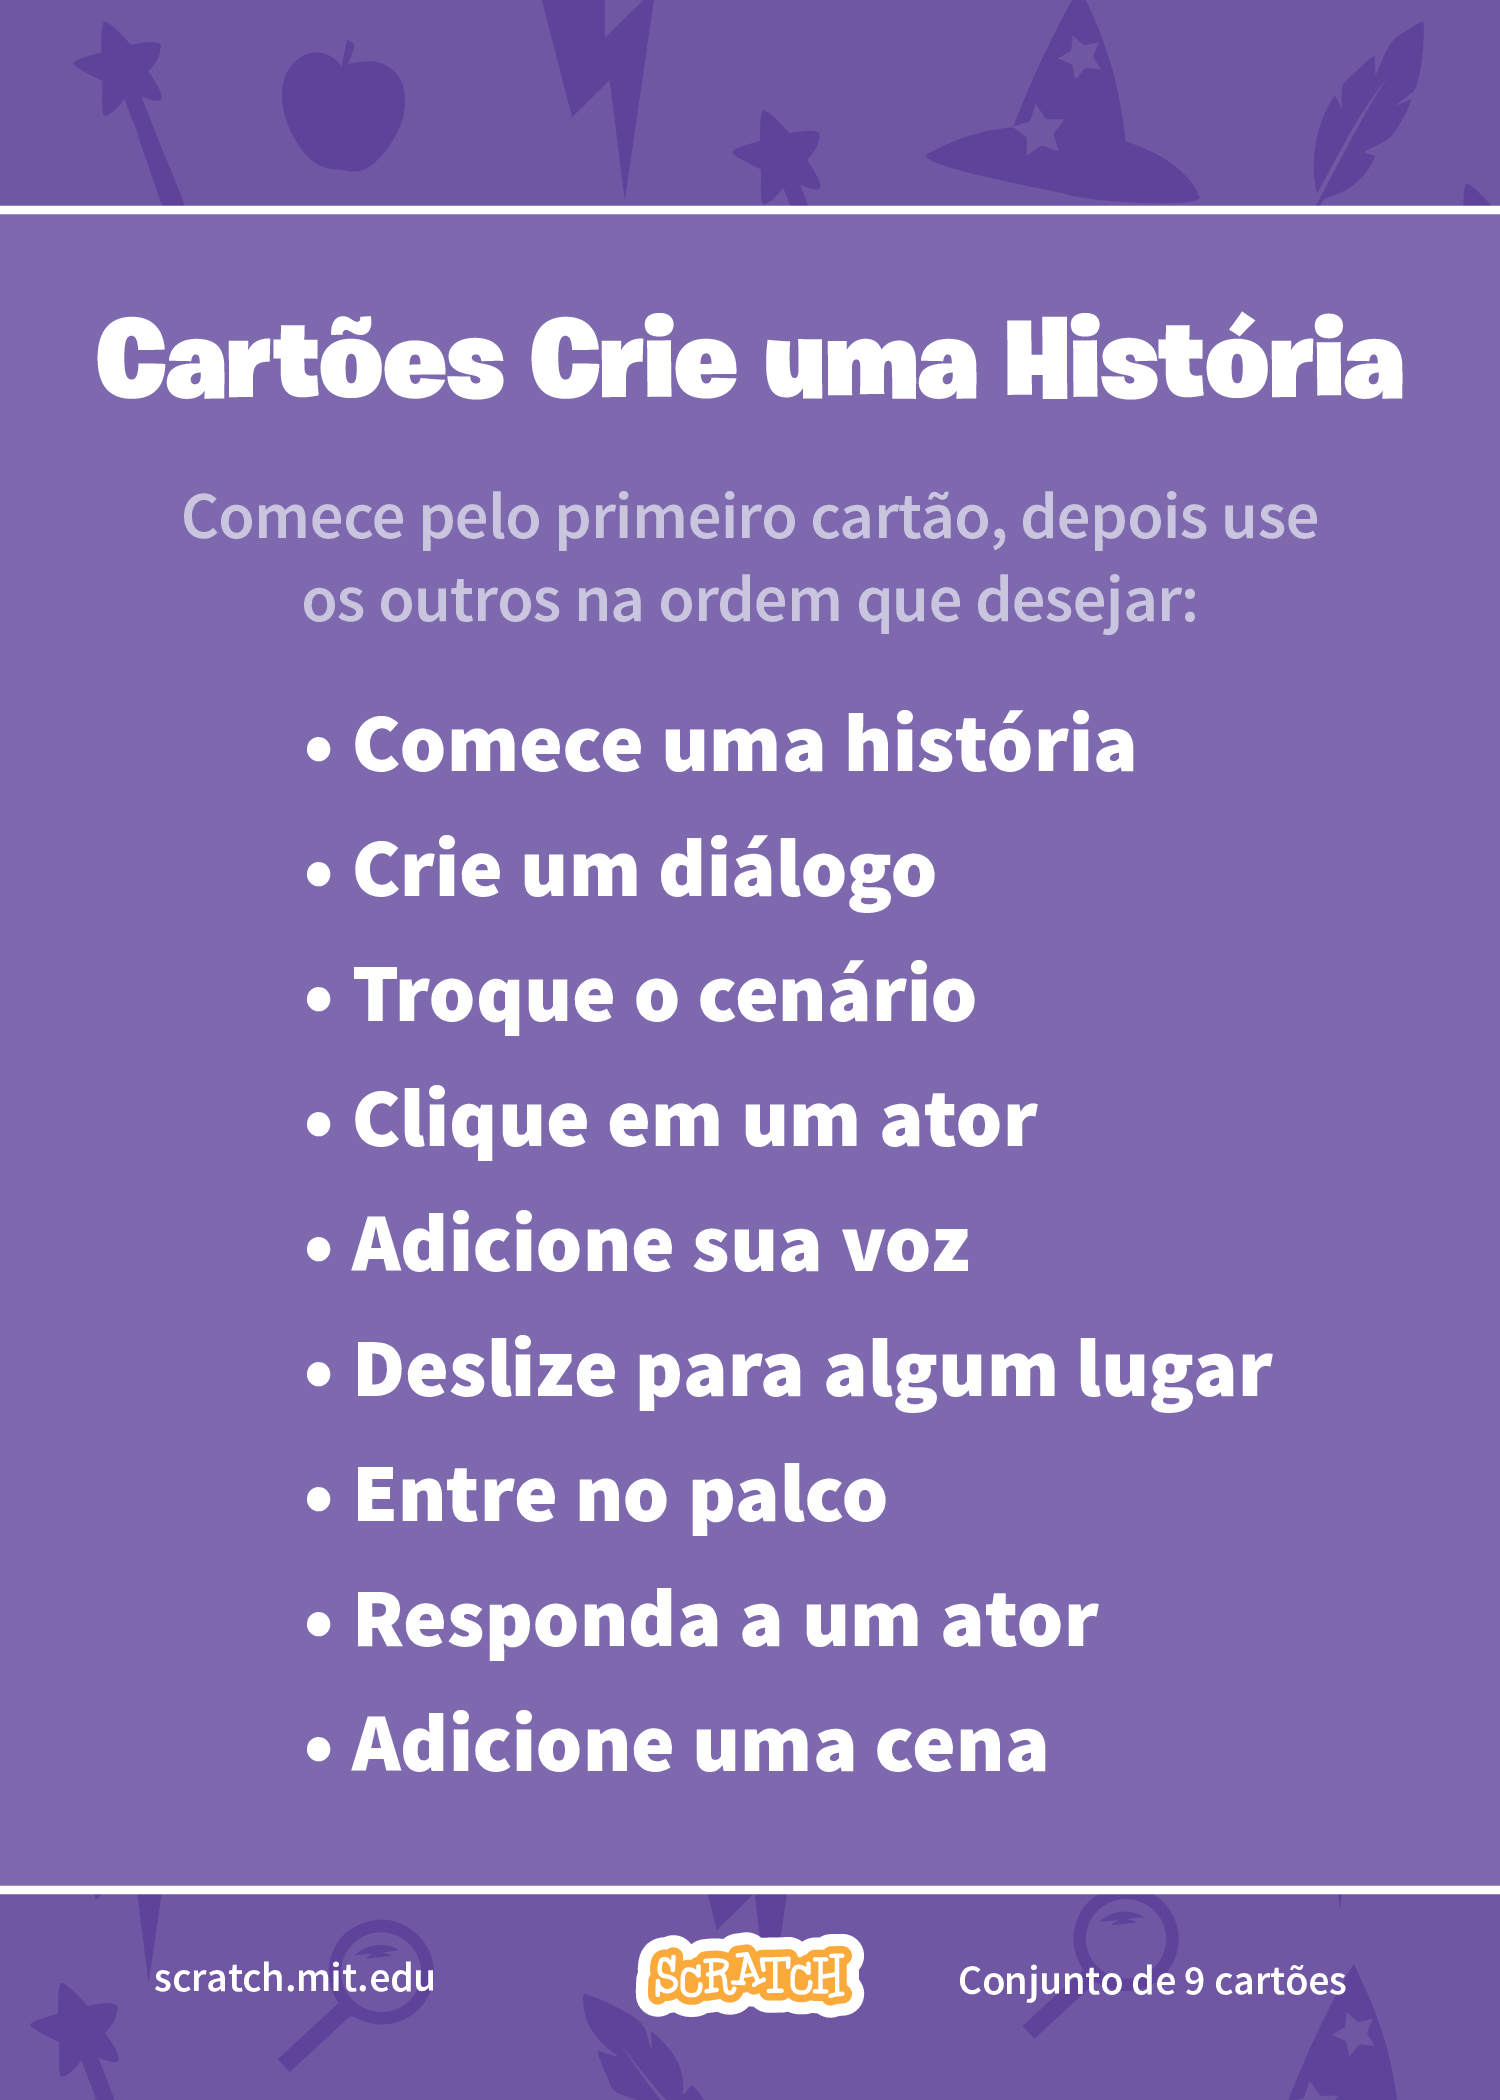 Cartões Crie uma História
Comece pelo primeiro cartão, depois use
os outros na ordem que desejar:
• Comece uma história
• Crie um diálogo
• Troque o cenário
• Clique em um ator
• Adicione sua voz
• Deslize para algum lugar
• Entre no palco
• Responda a um ator
• Adicione uma cena
scratch.mit.edu
SCRATCH
Conjunto de 9 cartões